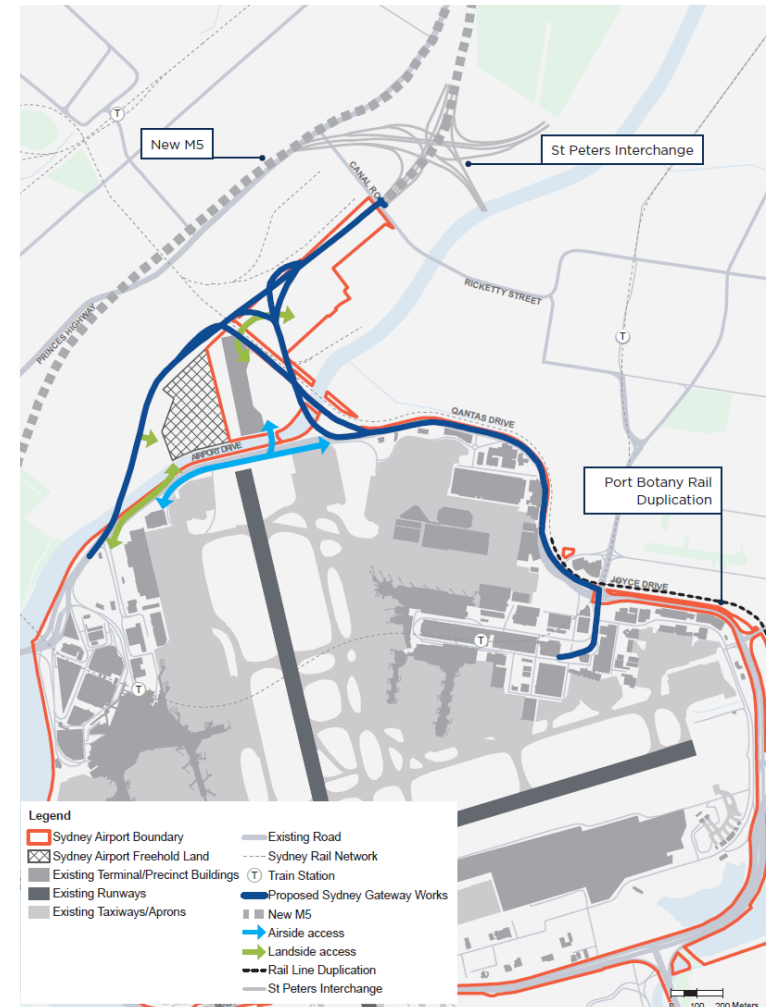 New M5
St Peters Interchange
CANAL RO
PRINCES HIGHWAY
RICKETTY STREET
QANTAS DRIVE
AIRPORT DRIVE
Port Botany Rail
Duplication
JOYCE DRIVE
T
T
T
T
Legend
Sydney Airport Boundary
Sydney Airport Freehold Land
Existing Terminal/Precinct Buildings
Existing Runways
Existing Taxiways/Aprons
Existing Road
Sydney Rail Network
T Train Station
Proposed Sydney Gateway Works
New M5
Airside access
Landside access
Rail Line Duplication
St Peters Interchange
0 100 200 Meters